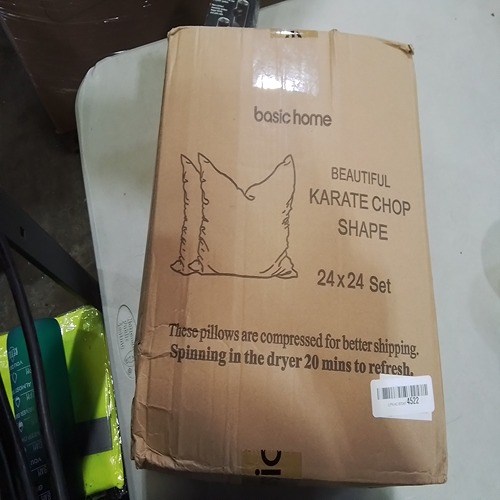 basic home
BEAUTIFUL
KARATE CHOP
SHAPE
24x24 Set
These pillows are compressed for better shipping.
Spinning in the dryer 20 mins to refresh.
4522